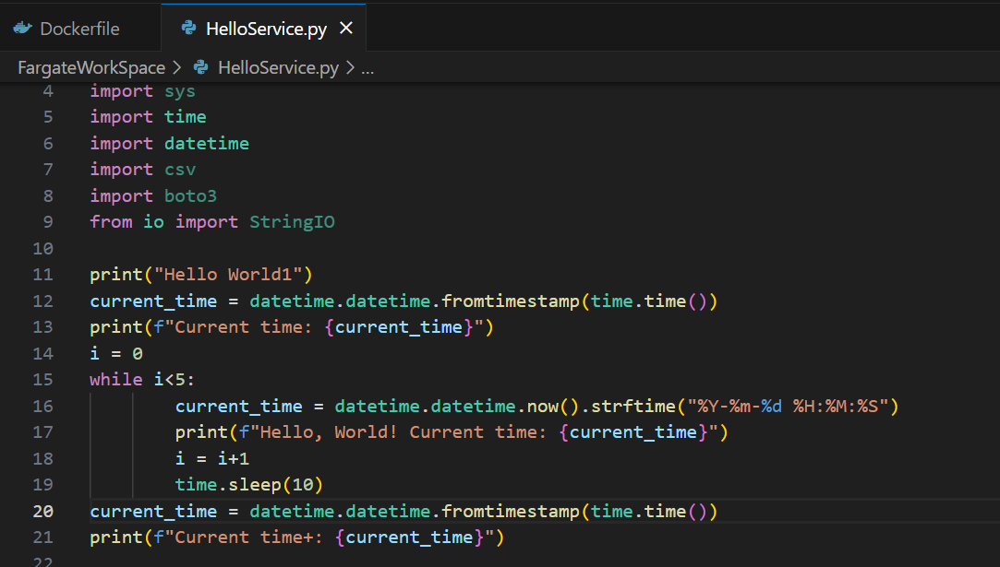 Dockerfile HelloService.py ×
FargateWorkSpace > HelloService.py > ...
4 import sys
5 import time
6 import datetime
7 import csv
8 import boto3
9 from io import StringIO
10
11 print("Hello World1")
12 current_time = datetime.datetime.fromtimestamp(time.time())
13 print(f"Current time: {current_time}")
14 i = 0
15 while i<5:
16         current_time = datetime.datetime.now().strftime("%Y-%m-%d %H:%M:%S")
17         print(f"Hello, World! Current time: {current_time}")
18         i = i+1
19         time.sleep(10)
20 current_time = datetime.datetime.fromtimestamp(time.time())
21 print(f"Current time+: {current_time}")
22